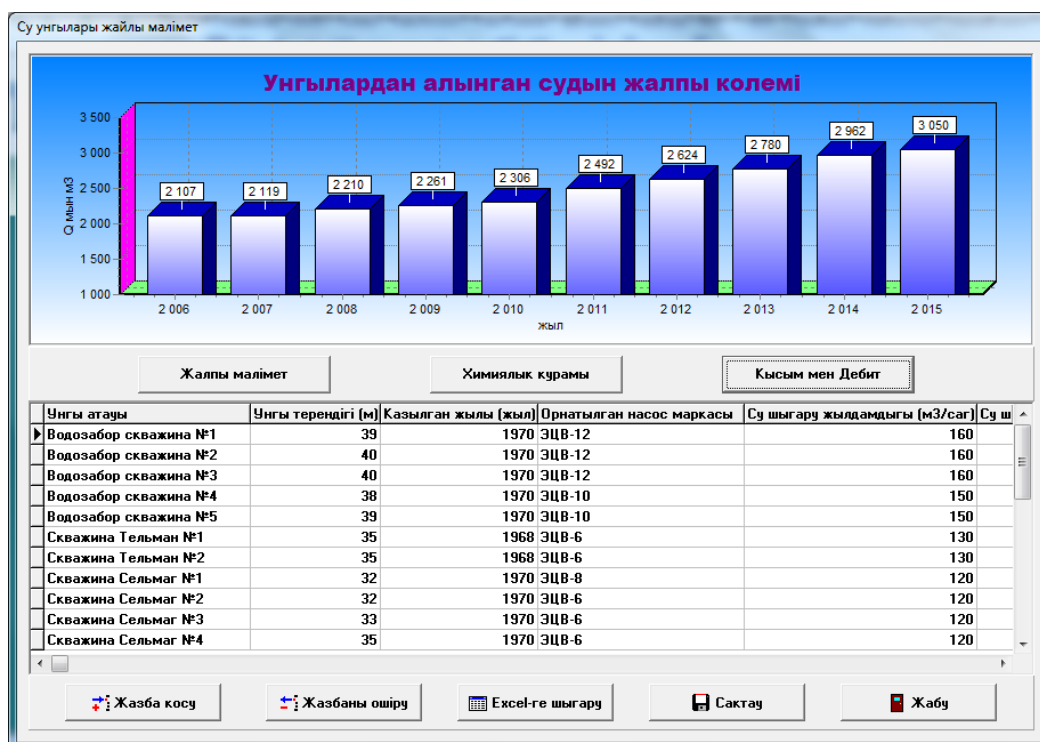 Су унгылары жайлы малімет
Унгылардан алынган судын жалпы колемі
3 500
3 000
2 500
2 000
1 500
1 000
Q мын м3
2 107
2 119
2 210
2 261
2 306
2 492
2 624
2 780
2 962
3 050
2 006 2 007 2 008 2 009 2 010 2 011 2 012 2 013 2 014 2 015
жыл
Жалпы малімет Химиялык курамы Кысым мен Дебит
Унгы атауы Унгы терендігі (м) Казылган жылы (жыл) Орнатылган насос маркасы Су шыгару жылдамдыгы (м3/саг) Су ш
Водозабор скважина №1 39 1970 ЭЦВ-12 160
Водозабор скважина №2 40 1970 ЭЦВ-12 160
Водозабор скважина №3 40 1970 ЭЦВ-12 160
Водозабор скважина №4 38 1970 ЭЦВ-10 150
Водозабор скважина №5 39 1970 ЭЦВ-10 150
Скважина Тельман №1 35 1968 ЭЦВ-6 130
Скважина Тельман №2 35 1968 ЭЦВ-6 130
Скважина Сельмаг №1 32 1970 ЭЦВ-8 120
Скважина Сельмаг №2 32 1970 ЭЦВ-6 120
Скважина Сельмаг №3 33 1970 ЭЦВ-6 120
Скважина Сельмаг №4 35 1970 ЭЦВ-6 120
Жазба косу Жазбаны ошіру Excel-ге шыгару Сактау Жабу